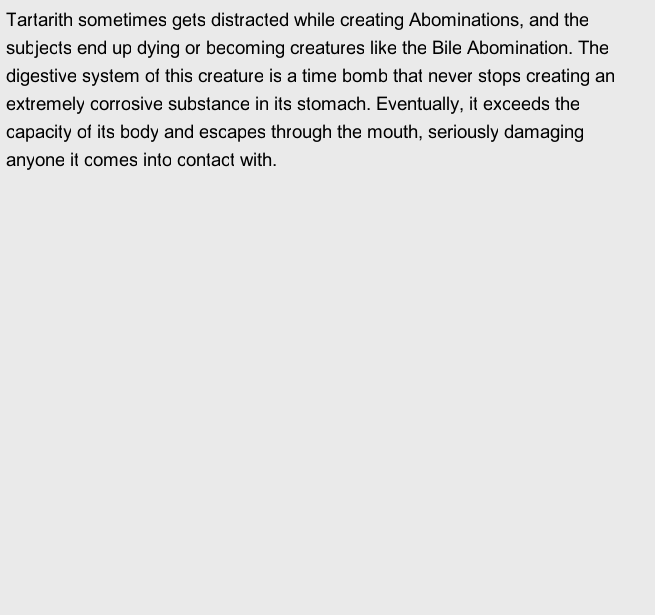 Tartarith sometimes gets distracted while creating Abominations, and the
subjects end up dying or becoming creatures like the Bile Abomination. The
digestive system of this creature is a time bomb that never stops creating an
extremely corrosive substance in its stomach. Eventually, it exceeds the
capacity of its body and escapes through the mouth, seriously damaging
anyone it comes into contact with.